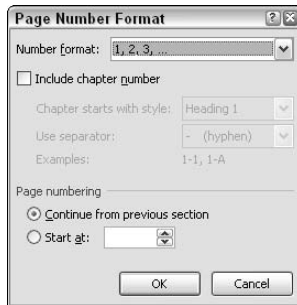 Page Number Format
Number format: 1, 2, 3, ...
Include chapter number
Chapter starts with style: Heading 1
Use separator: - (hyphen)
Examples: 1-1, 1-A
Page numbering
Continue from previous section
Start at:
OK Cancel